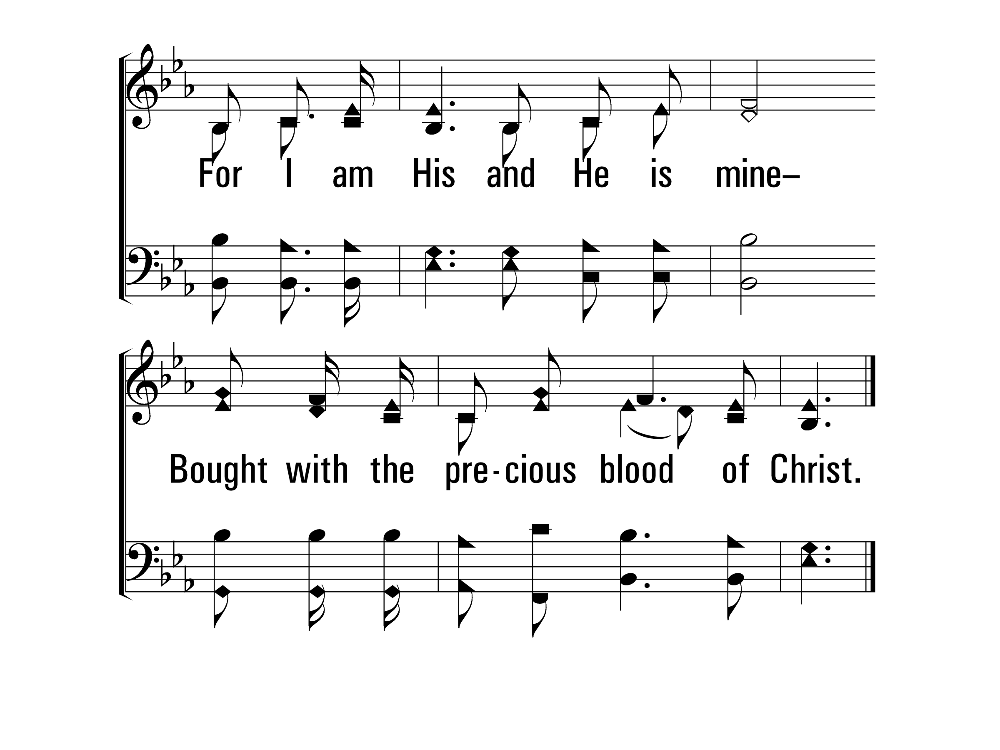 For I am His and He is mine–
Bought with the pre-cious blood of Christ.